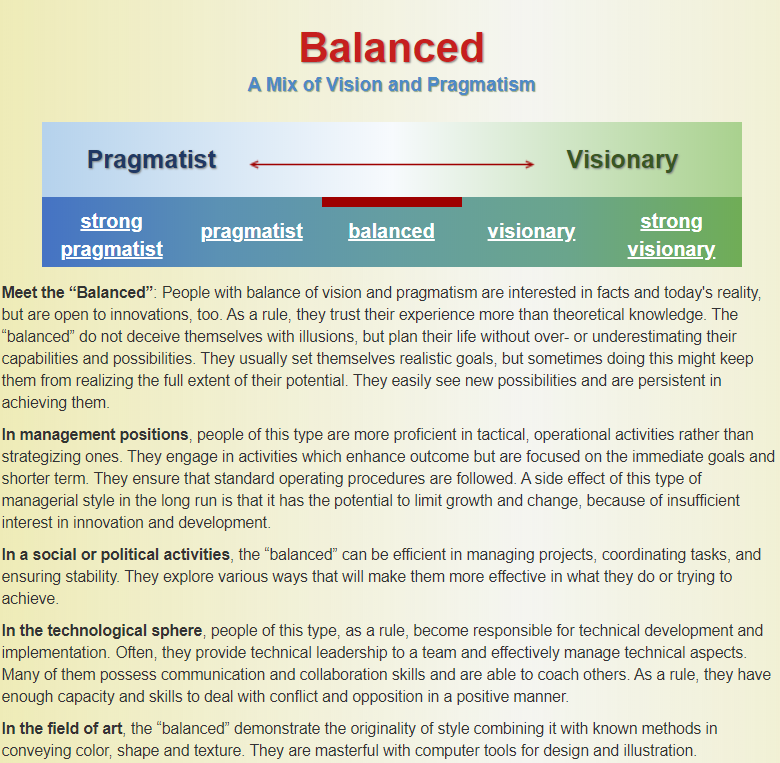 Balanced
A Mix of Vision and Pragmatism
Pragmatist Visionary
strong pragmatist
pragmatist
balanced
visionary
strong visionary
Meet the “Balanced”: People with balance of vision and pragmatism are interested in facts and today's reality,
but are open to innovations, too. As a rule, they trust their experience more than theoretical knowledge. The
“balanced” do not deceive themselves with illusions, but plan their life without over- or underestimating their
capabilities and possibilities. They usually set themselves realistic goals, but sometimes doing this might keep
them from realizing the full extent of their potential. They easily see new possibilities and are persistent in
achieving them.
In management positions, people of this type are more proficient in tactical, operational activities rather than
strategizing ones. They engage in activities which enhance outcome but are focused on the immediate goals and
shorter term. They ensure that standard operating procedures are followed. A side effect of this type of
managerial style in the long run is that it has the potential to limit growth and change, because of insufficient
interest in innovation and development.
In a social or political activities, the “balanced” can be efficient in managing projects, coordinating tasks, and
ensuring stability. They explore various ways that will make them more effective in what they do or trying to
achieve.
In the technological sphere, people of this type, as a rule, become responsible for technical development and
implementation. Often, they provide technical leadership to a team and effectively manage technical aspects.
Many of them possess communication and collaboration skills and are able to coach others. As a rule, they have
enough capacity and skills to deal with conflict and opposition in a positive manner.
In the field of art, the “balanced” demonstrate the originality of style combining it with known methods in
conveying color, shape and texture. They are masterful with computer tools for design and illustration.